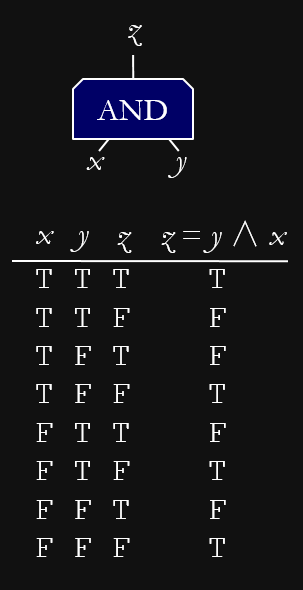 z
AND
x y
x y z z = y ∧ x
T T T T
T T F F
T F T F
T F F T
F T T F
F T F T
F F T F
F F F T